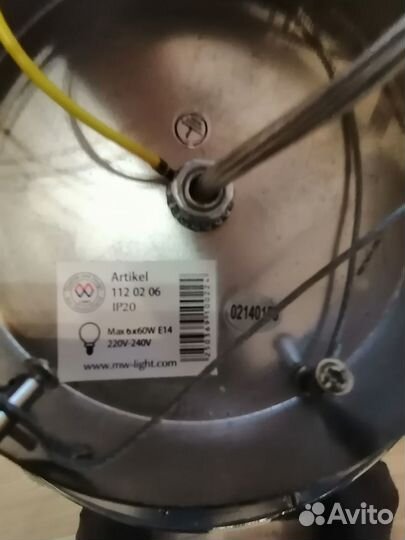 Artikel
112 02 06
IP20
Max 6x60W E14
220V-240V
www.mw-light.com
Avito